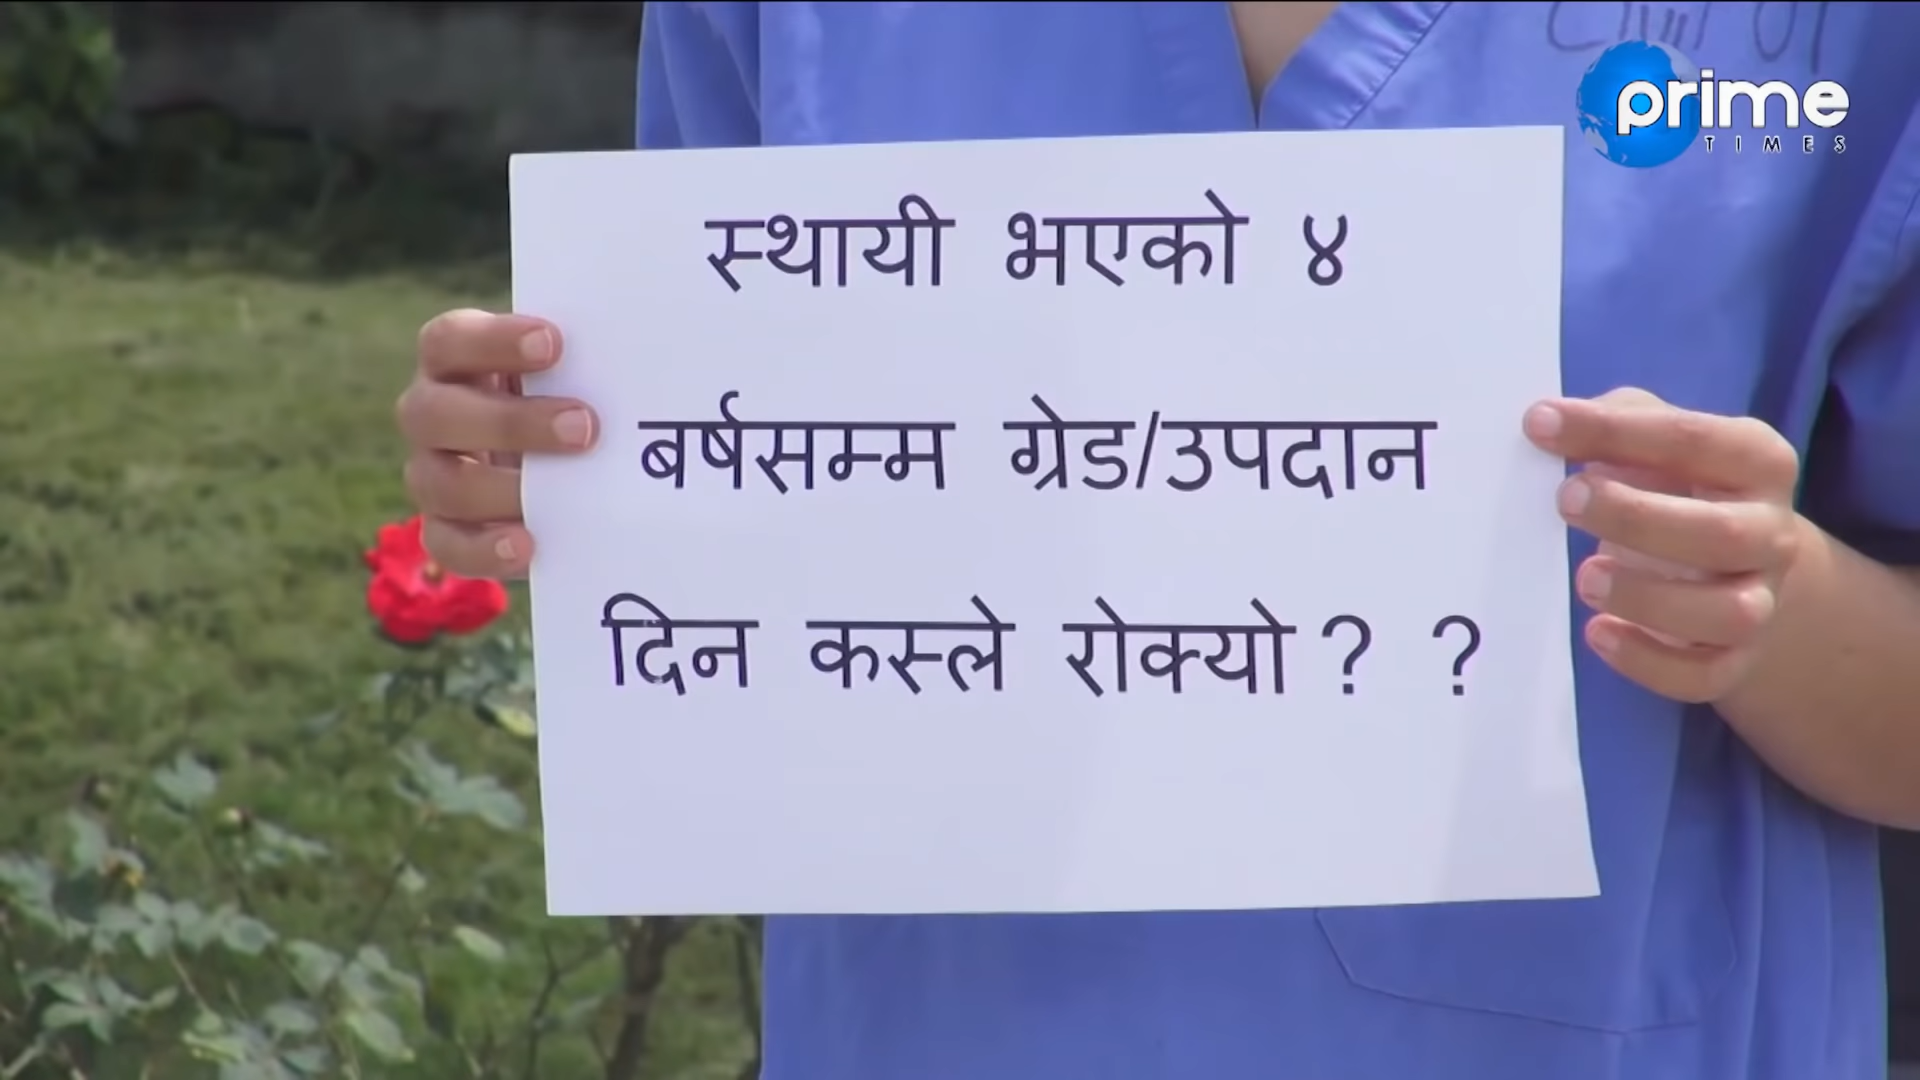 prime
TIMES
स्थायी भएको ४
बर्षसम्म ग्रेड/उपदान
दिन कस्ले रोक्यो ? ?